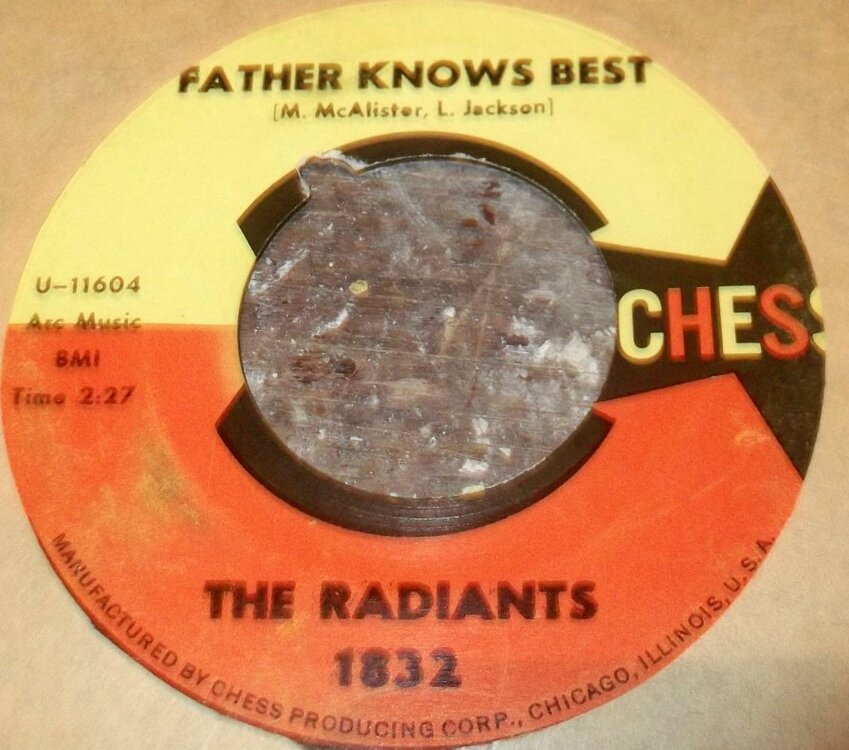 FATHER KNOWS BEST
[M. McAlister, L. Jackson]
U-11604
Arc Music
BMI
Time 2:27
CHESS
THE RADIANTS
1832
MANUFACTURED BY CHESS PRODUCING CORP., CHICAGO, ILLINOIS, U.S.A.